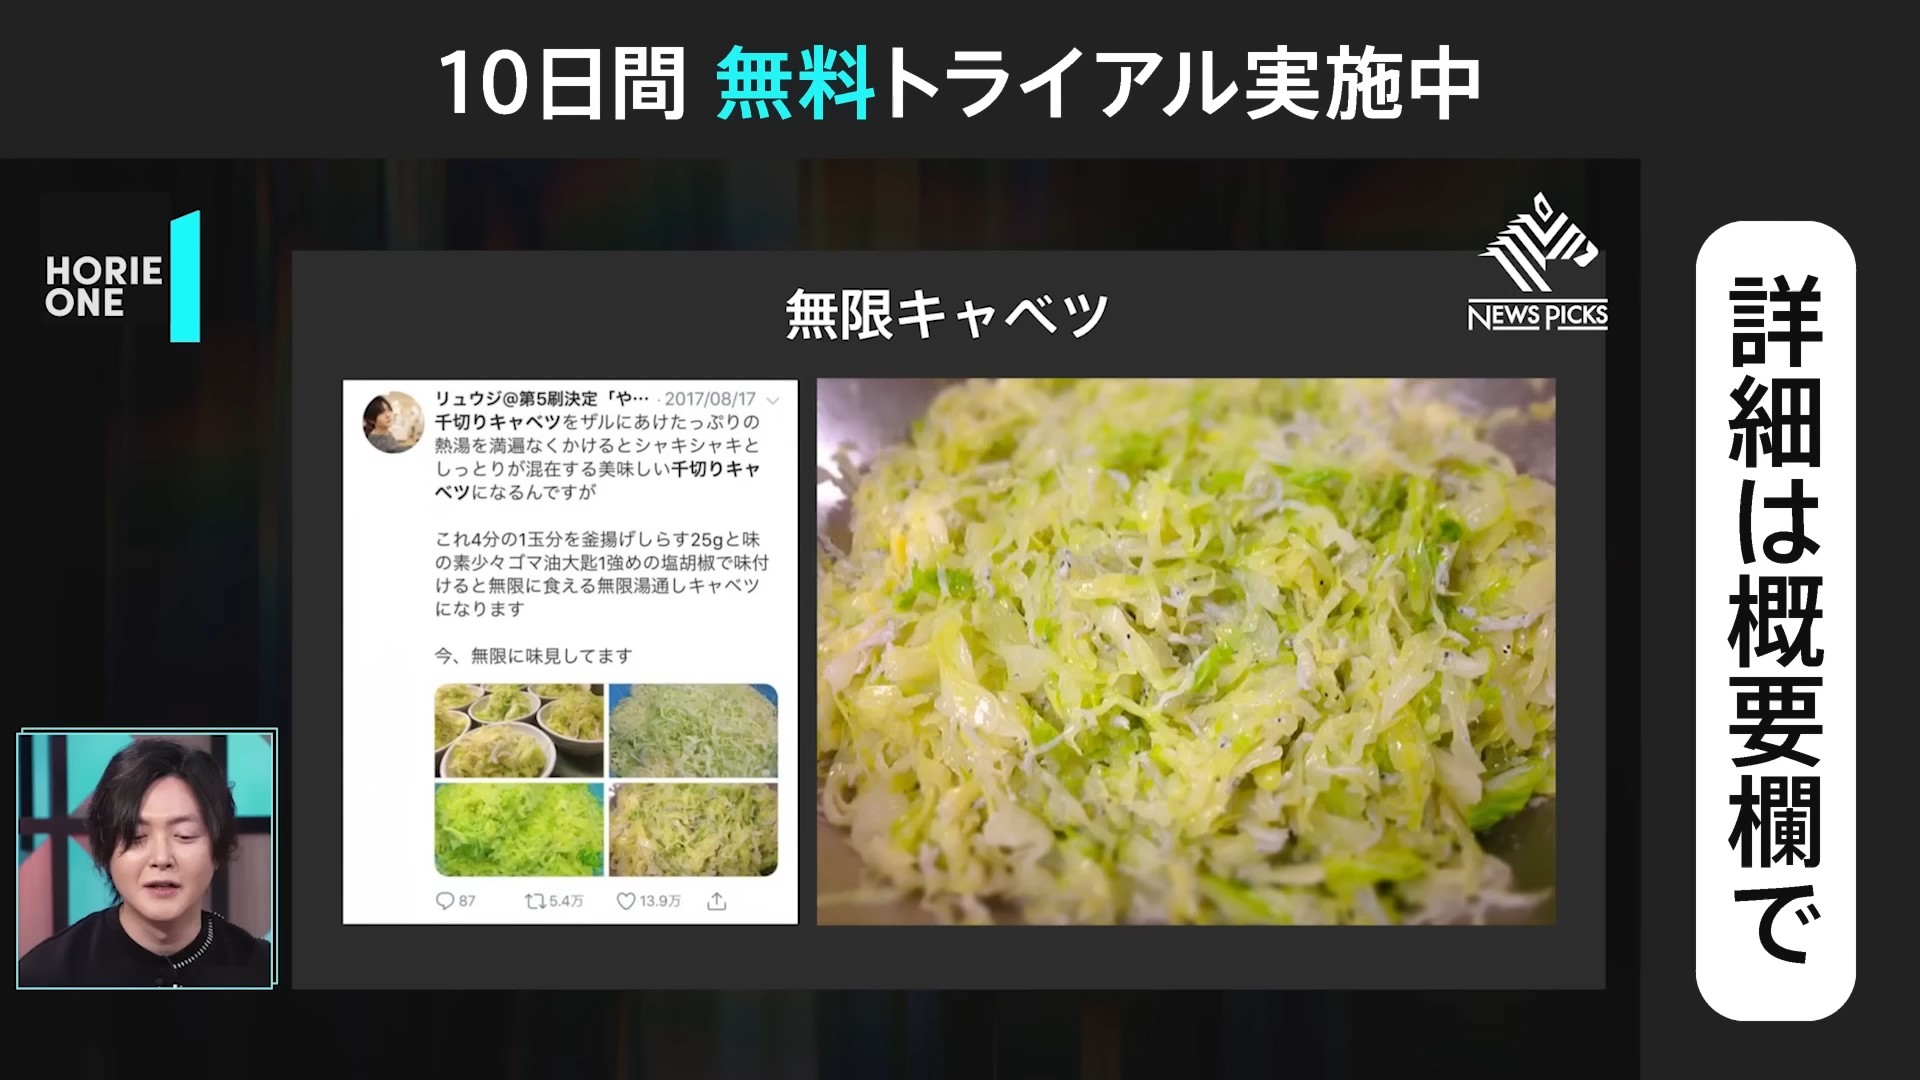 10日間 無料トライアル実施中
HORIE
ONE
1
NEWSPICKS
無限キャベツ
リュウジ@第5刷決定「や… · 2017/08/17
千切りキャベツをザルにあけたっぷりの
熱湯を満遍なくかけるとシャキシャキと
しっとりが混在する美味しい千切りキャ
ベツになるんですが
これ4分の1玉分を釜揚げしらす25gと味
の素少々ゴマ油大匙1強めの塩胡椒で味付
けると無限に食える無限湯通しキャベツ
になります
今、無限に味見してます
87 5.4万 13.9万
詳細は概要欄で